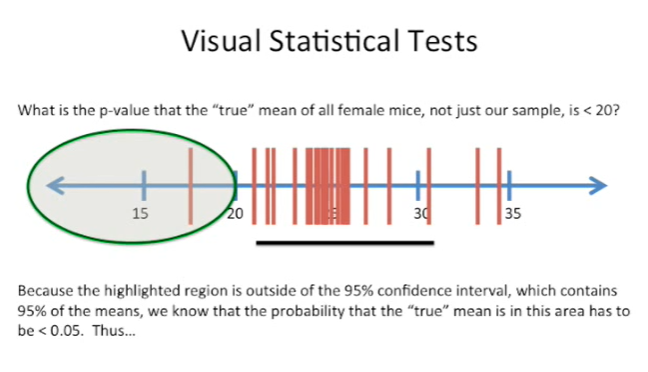 Visual Statistical Tests
What is the p-value that the “true” mean of all female mice, not just our sample, is < 20?
15 20 25 30 35
Because the highlighted region is outside of the 95% confidence interval, which contains
95% of the means, we know that the probability that the “true” mean is in this area has to
be < 0.05. Thus...